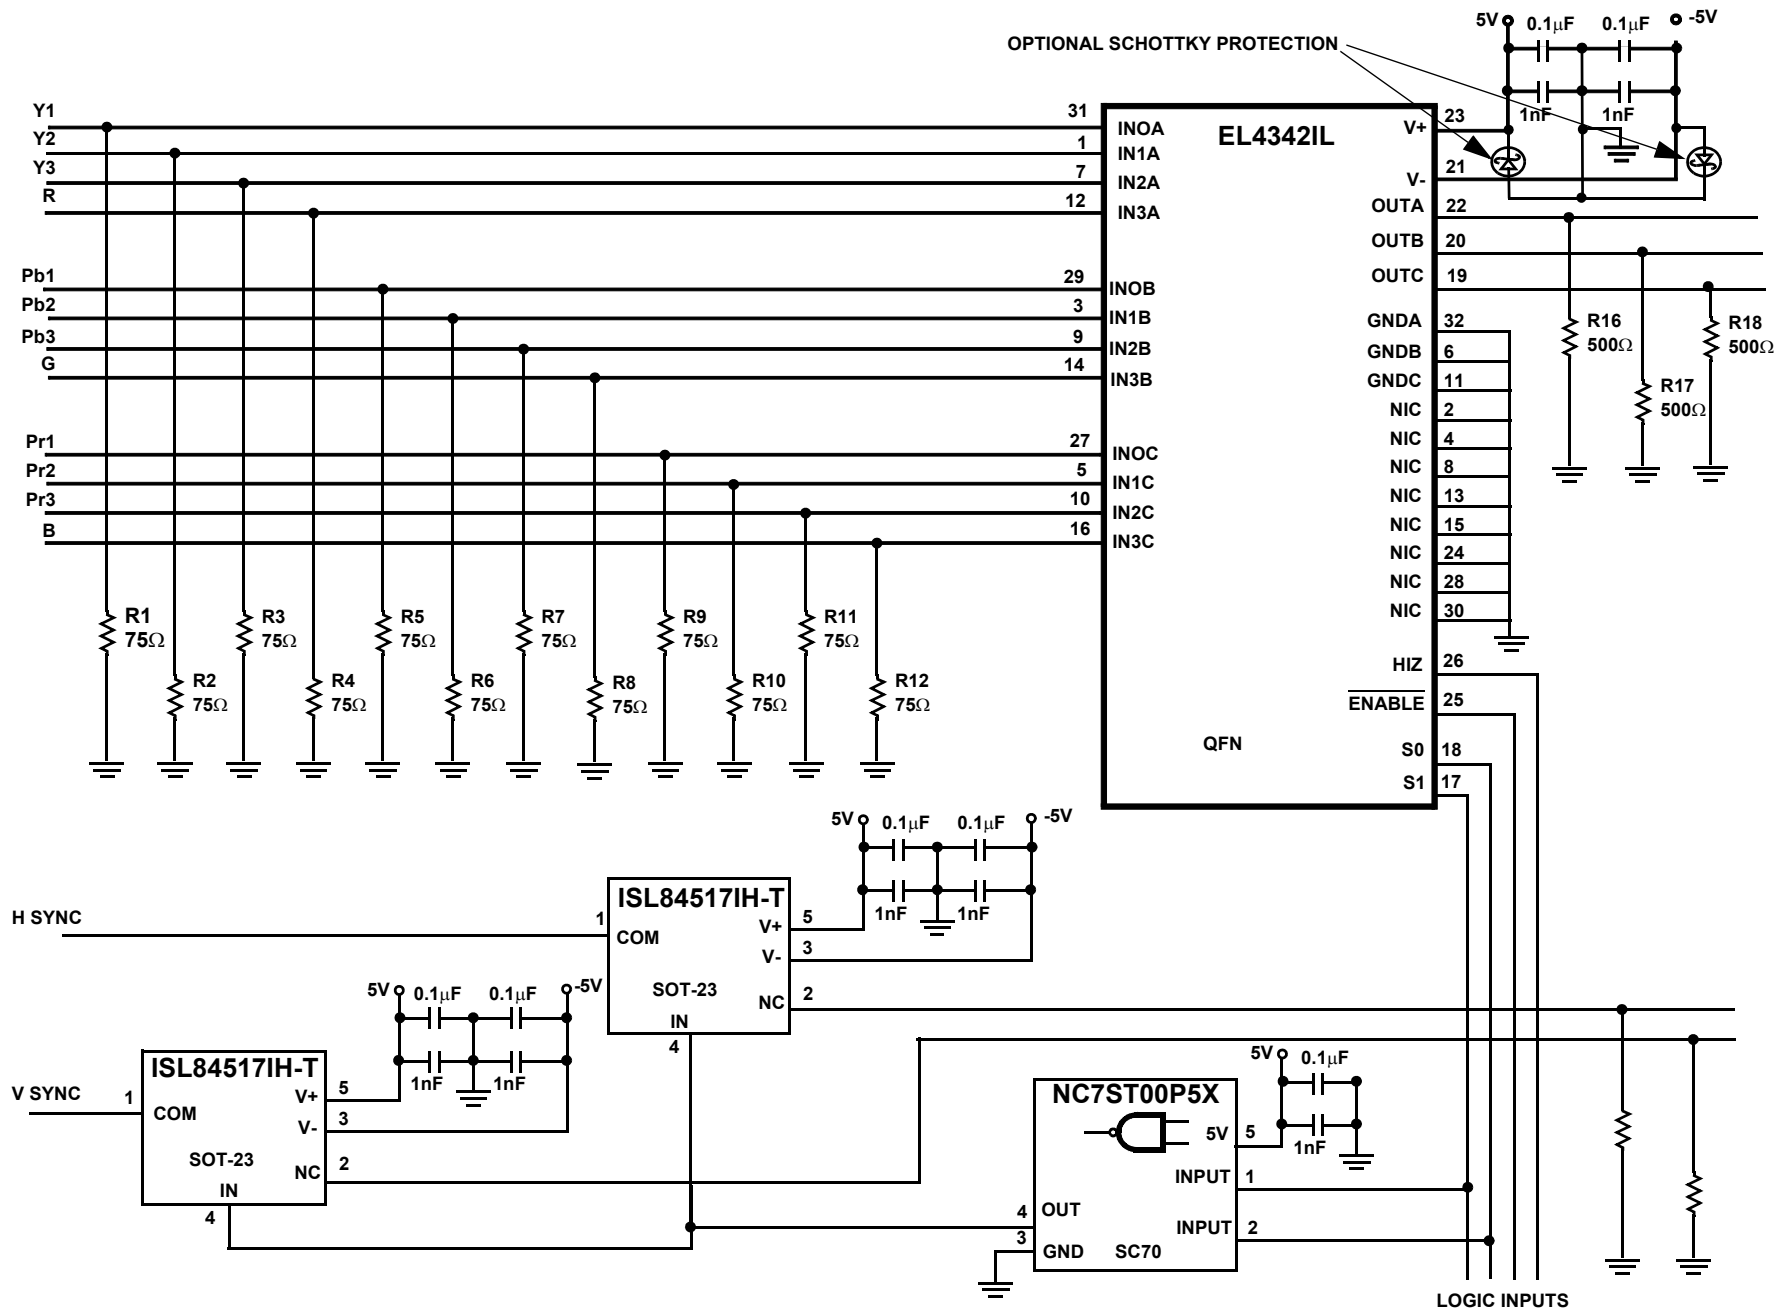 5V 0.1μF 0.1μF -5V
OPTIONAL SCHOTTKY PROTECTION
1nF 1nF
Y1 31 INOA
Y2 1 IN1A
Y3 7 IN2A
R 12 IN3A
Pb1 29 INOB
Pb2 3 IN1B
Pb3 9 IN2B
G 14 IN3B
Pr1 27 INOC
Pr2 5 IN1C
Pr3 10 IN2C
B 16 IN3C
EL4342IL
QFN
V+ 23
V- 21
OUTA 22
OUTB 20
OUTC 19
GNDA 32
GNDB 6
GNDC 11
NIC 2
NIC 4
NIC 8
NIC 13
NIC 15
NIC 24
NIC 28
NIC 30
HIZ 26
ENABLE 25
S0 18
S1 17
R16
500Ω
R18
500Ω
R17
500Ω
R1
75Ω
R3
75Ω
R5
75Ω
R7
75Ω
R9
75Ω
R11
75Ω
R2
75Ω
R4
75Ω
R6
75Ω
R8
75Ω
R10
75Ω
R12
75Ω
5V 0.1μF 0.1μF -5V
1nF 1nF
H SYNC
ISL84517IH-T
1 COM
V+ 5
V- 3
SOT-23
NC 2
IN
4
5V 0.1μF 0.1μF -5V
1nF 1nF
V SYNC
ISL84517IH-T
1 COM
V+ 5
V- 3
SOT-23
NC 2
IN
4
5V 0.1μF
1nF
NC7ST00P5X
5V 5
INPUT 1
4 OUT
INPUT 2
3 GND SC70
LOGIC INPUTS